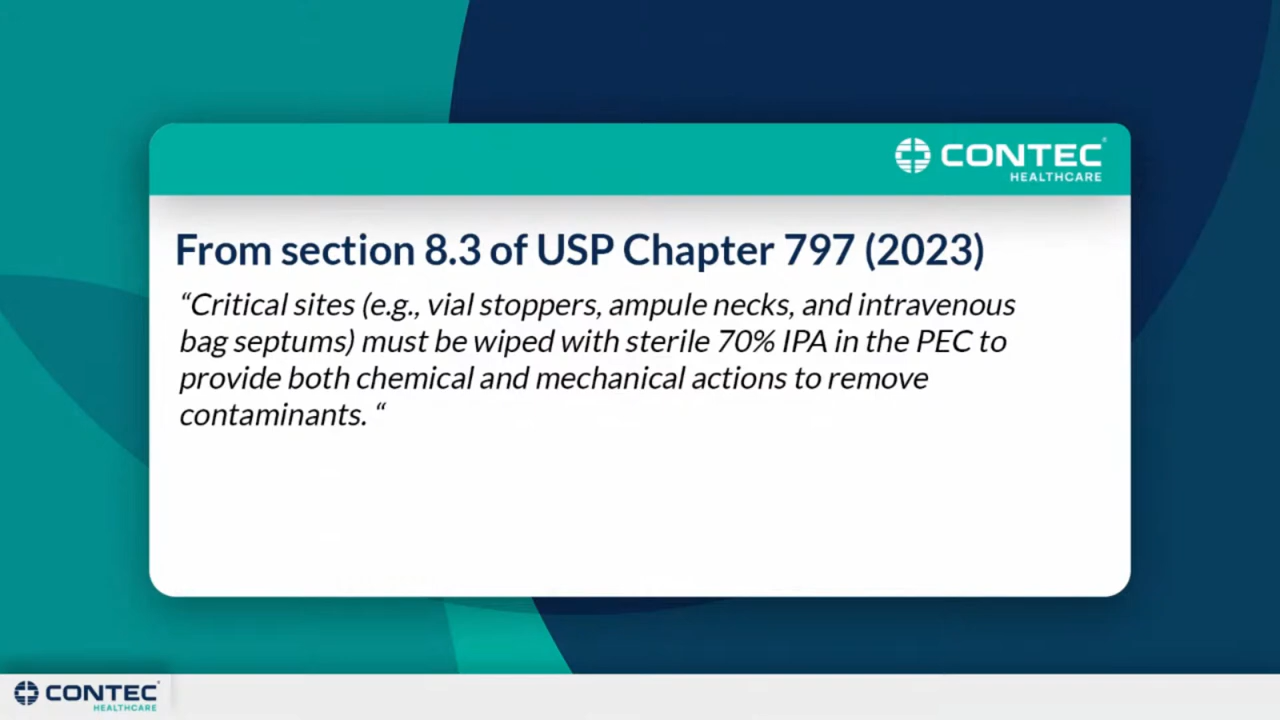 CONTEC
HEALTHCARE
From section 8.3 of USP Chapter 797 (2023)
“Critical sites (e.g., vial stoppers, ampule necks, and intravenous
bag septums) must be wiped with sterile 70% IPA in the PEC to
provide both chemical and mechanical actions to remove
contaminants. “
CONTEC
HEALTHCARE